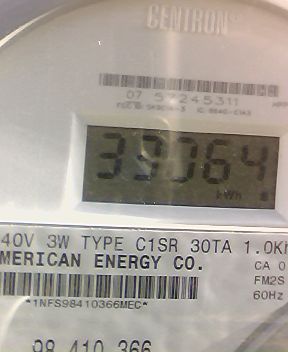 CENTRON®
07 57245311
39364
kWh
40V 3W TYPE C1SR 30TA 1.0Kh
MERICAN ENERGY CO.
CA 0
FM2S
60Hz
*1NFS98410366MEC*
98 410 366